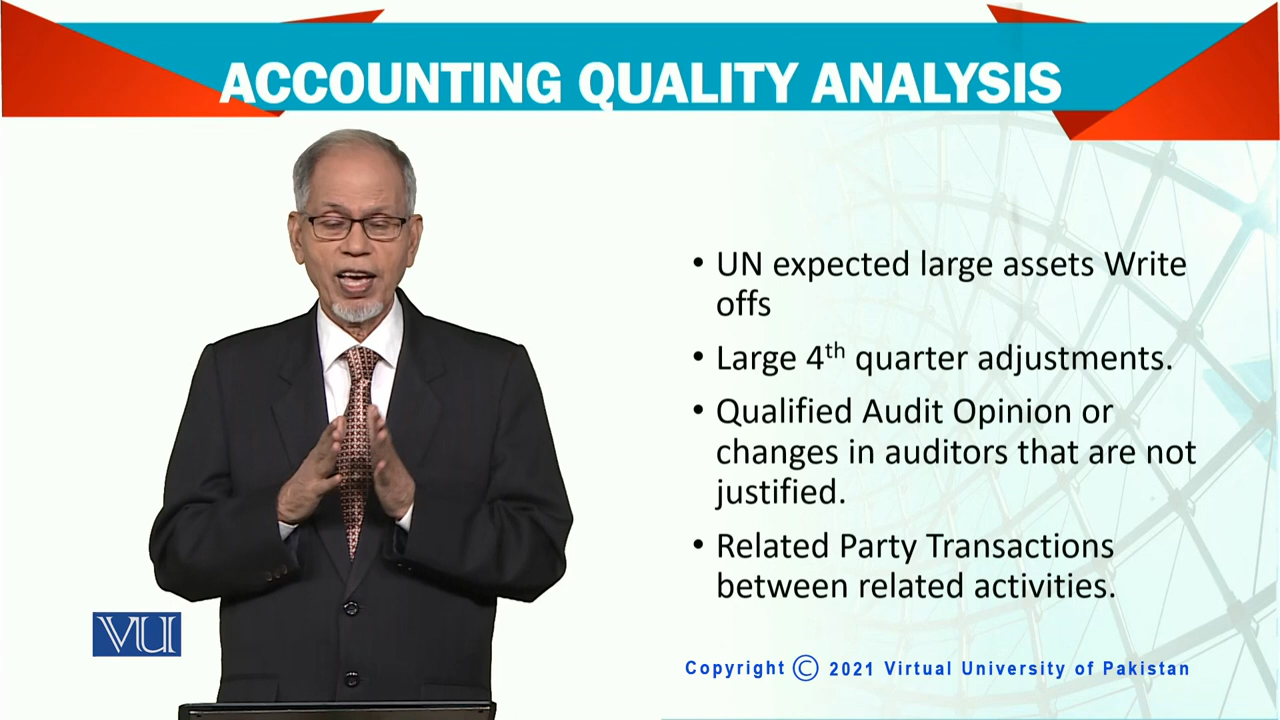 ACCOUNTING QUALITY ANALYSIS
• UN expected large assets Write
offs
• Large 4th quarter adjustments.
• Qualified Audit Opinion or
changes in auditors that are not
justified.
• Related Party Transactions
between related activities.
VU
Copyright © 2021 Virtual University of Pakistan